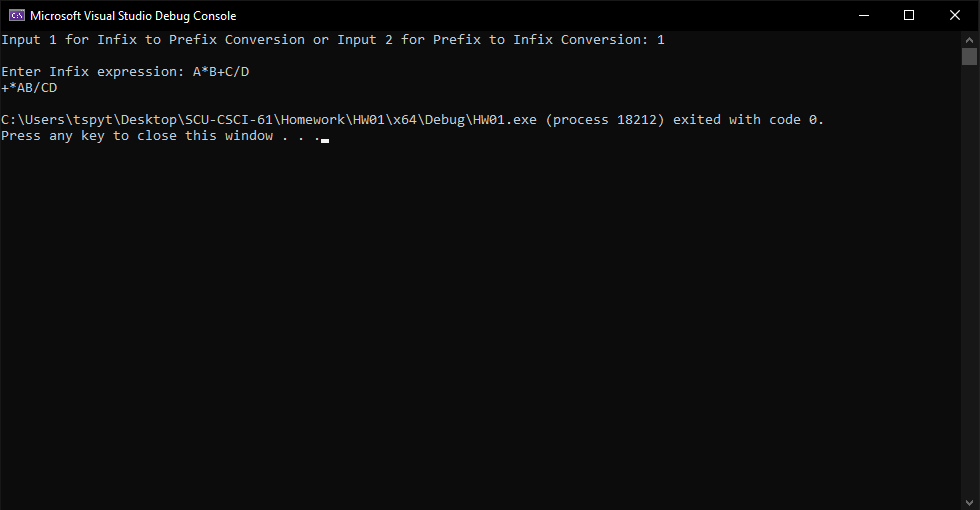 Microsoft Visual Studio Debug Console
Input 1 for Infix to Prefix Conversion or Input 2 for Prefix to Infix Conversion: 1
Enter Infix expression: A*B+C/D
+*AB/CD
C:\Users\tspyt\Desktop\SCU-CSCI-61\Homework\HW01\x64\Debug\HW01.exe (process 18212) exited with code 0.
Press any key to close this window . . .